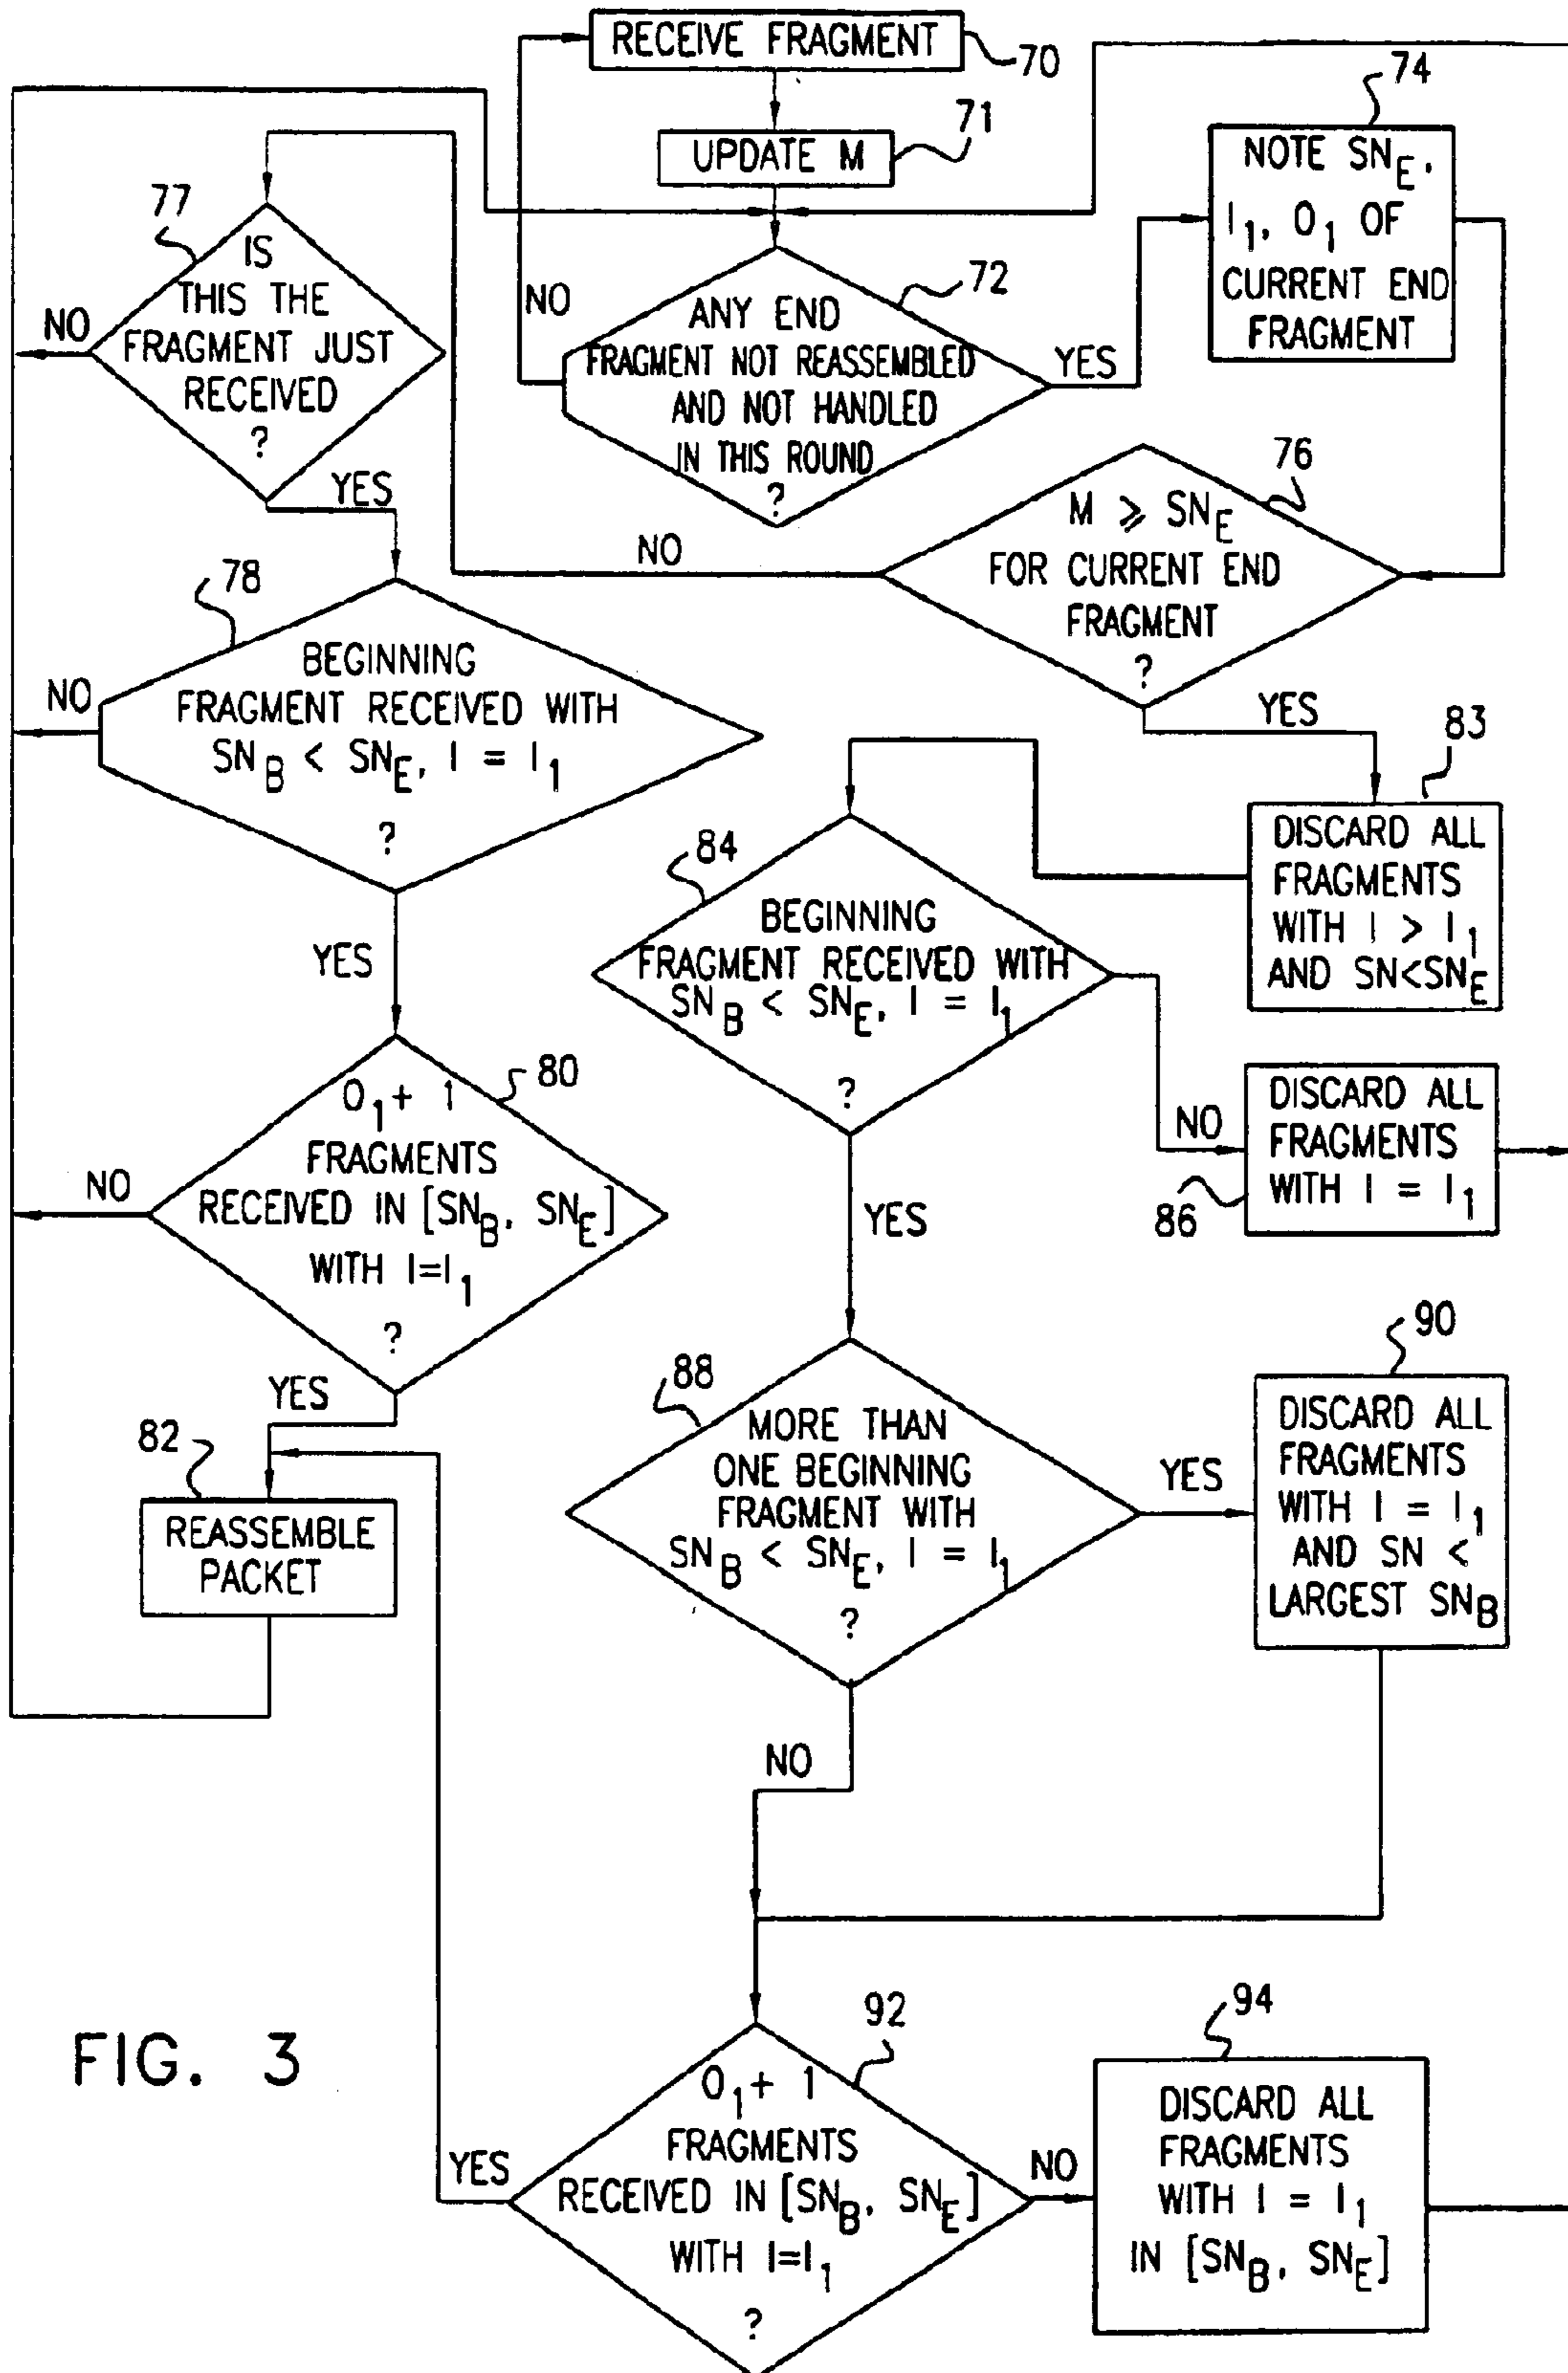 RECEIVE FRAGMENT
70
UPDATE M
71
ANY END
FRAGMENT NOT REASSEMBLED
AND NOT HANDLED
IN THIS ROUND
?
72
NO
YES
74
NOTE SN_E,
I_1, O_1 OF
CURRENT END
FRAGMENT
76
M ⩾ SN_E
FOR CURRENT END
FRAGMENT
?
NO
YES
77
IS
THIS THE
FRAGMENT JUST
RECEIVED
?
NO
YES
78
BEGINNING
FRAGMENT RECEIVED WITH
SN_B < SN_E, I = I_1
?
NO
YES
80
O_1 + 1
FRAGMENTS
RECEIVED IN [SN_B, SN_E]
WITH I=I_1
?
NO
YES
82
REASSEMBLE
PACKET
83
DISCARD ALL
FRAGMENTS
WITH I > I_1
AND SN<SN_E
84
BEGINNING
FRAGMENT RECEIVED WITH
SN_B < SN_E, I = I_1
?
NO
YES
DISCARD ALL
FRAGMENTS
WITH I = I_1
86
88
MORE THAN
ONE BEGINNING
FRAGMENT WITH
SN_B < SN_E, I = I_1
?
YES
NO
90
DISCARD ALL
FRAGMENTS
WITH I = I_1
AND SN <
LARGEST SN_B
92
O_1 + 1
FRAGMENTS
RECEIVED IN [SN_B, SN_E]
WITH I=I_1
?
YES
NO
94
DISCARD ALL
FRAGMENTS
WITH I = I_1
IN [SN_B, SN_E]
FIG. 3